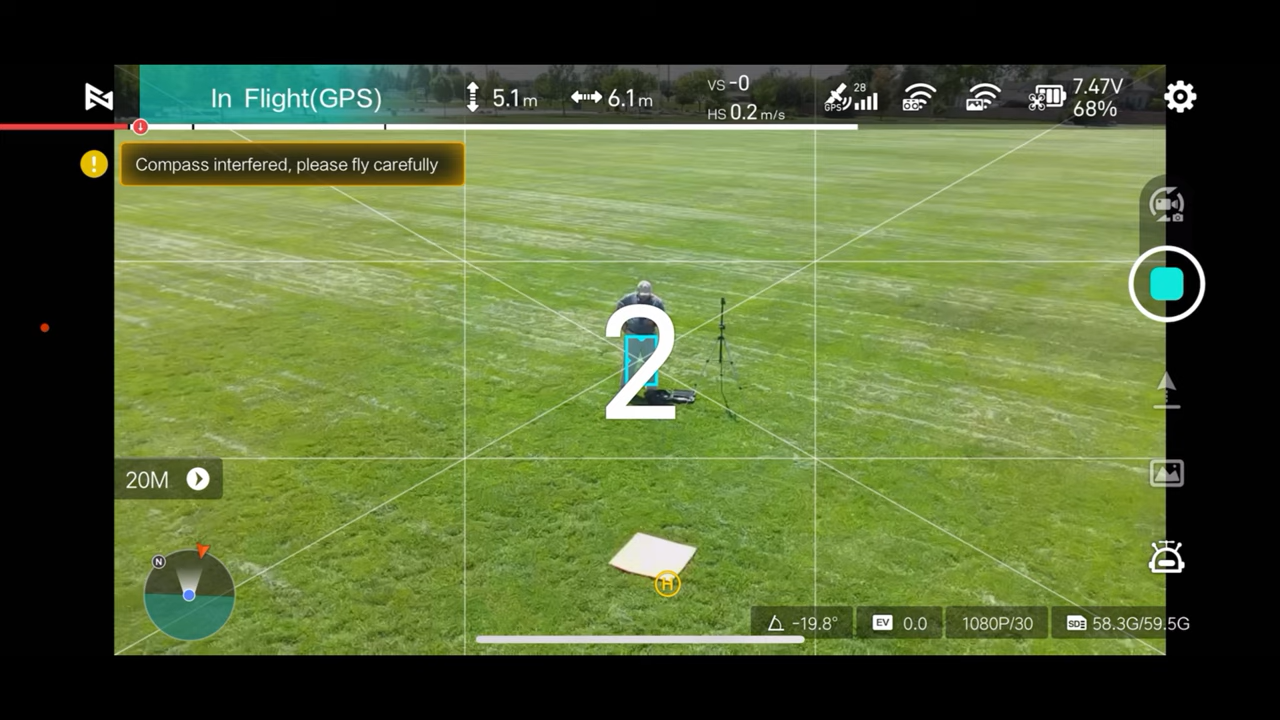 In Flight(GPS)
5.1m
6.1m
VS -0
HS 0.2 m/s
GPS
28
RC
7.47V
68%
Compass interfered, please fly carefully
2
20M
N
H
-19.8°
EV 0.0
1080P/30
SD 58.3G/59.5G